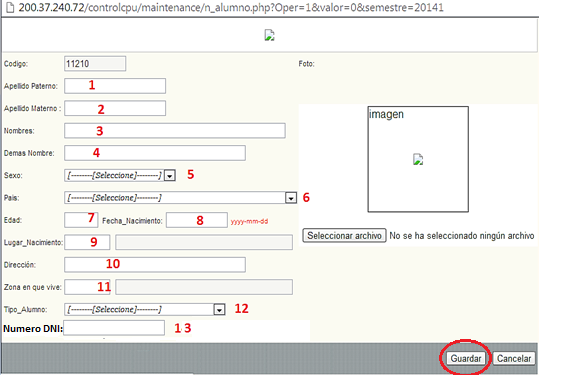 200.37.240.72/controlcpu/maintenance/n_alumno.php?Oper=1&valor=0&semestre=20141
Codigo: 11210 Foto:
Apellido Paterno: 1
Apellido Materno : 2
imagen
Nombres: 3
Demas Nombre: 4
Sexo: [--------[Seleccione]--------] 5
Pais: [--------[Seleccione]--------] 6
Edad: 7 Fecha_Nacimiento: 8 yyyy-mm-dd
Seleccionar archivo No se ha seleccionado ningún archivo
Lugar_Nacimiento: 9
Dirección: 10
Zona en que vive: 11
Tipo_Alumno: [--------[Seleccione]--------] 12
Numero DNI: 13
Guardar Cancelar